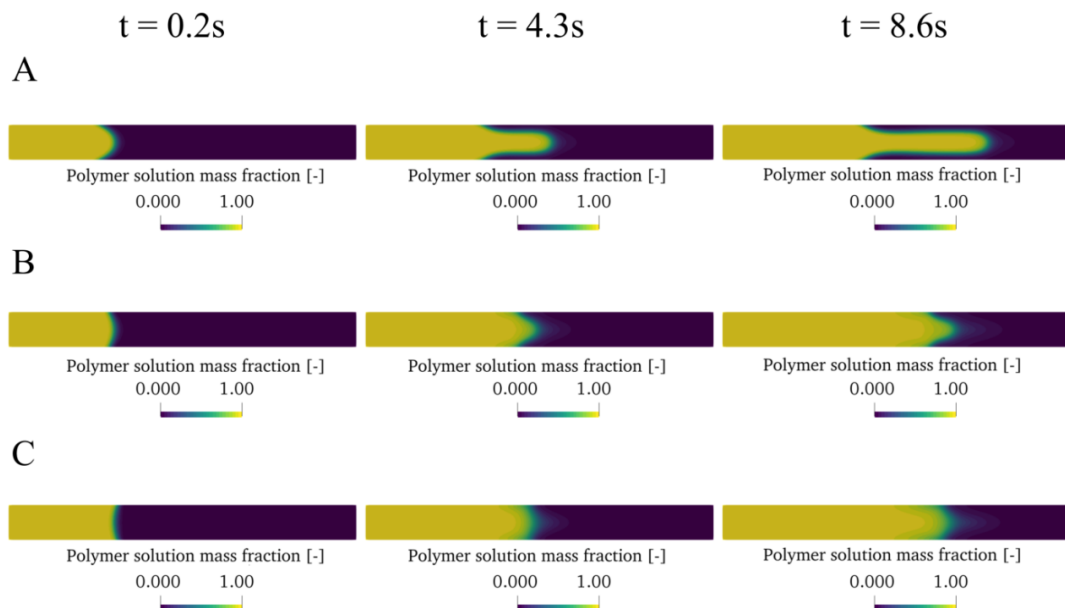 t = 0.2s t = 4.3s t = 8.6s
A
Polymer solution mass fraction [-] Polymer solution mass fraction [-] Polymer solution mass fraction [-]
0.000 1.00 0.000 1.00 0.000 1.00
B
Polymer solution mass fraction [-] Polymer solution mass fraction [-] Polymer solution mass fraction [-]
0.000 1.00 0.000 1.00 0.000 1.00
C
Polymer solution mass fraction [-] Polymer solution mass fraction [-] Polymer solution mass fraction [-]
0.000 1.00 0.000 1.00 0.000 1.00